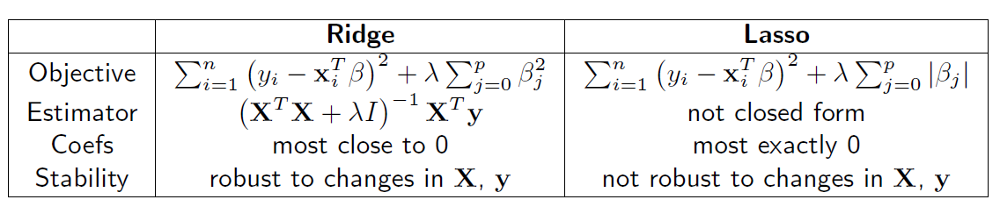 Ridge Lasso
Objective $\sum_{i=1}^{n} \left(y_i - \mathbf{x}_i^T \beta\right)^2 + \lambda \sum_{j=0}^{p} \beta_j^2$ $\sum_{i=1}^{n} \left(y_i - \mathbf{x}_i^T \beta\right)^2 + \lambda \sum_{j=0}^{p} |\beta_j|$
Estimator $\left(\mathbf{X}^T \mathbf{X} + \lambda I\right)^{-1} \mathbf{X}^T \mathbf{y}$ not closed form
Coefs most close to 0 most exactly 0
Stability robust to changes in $\mathbf{X}$, $\mathbf{y}$ not robust to changes in $\mathbf{X}$, $\mathbf{y}$